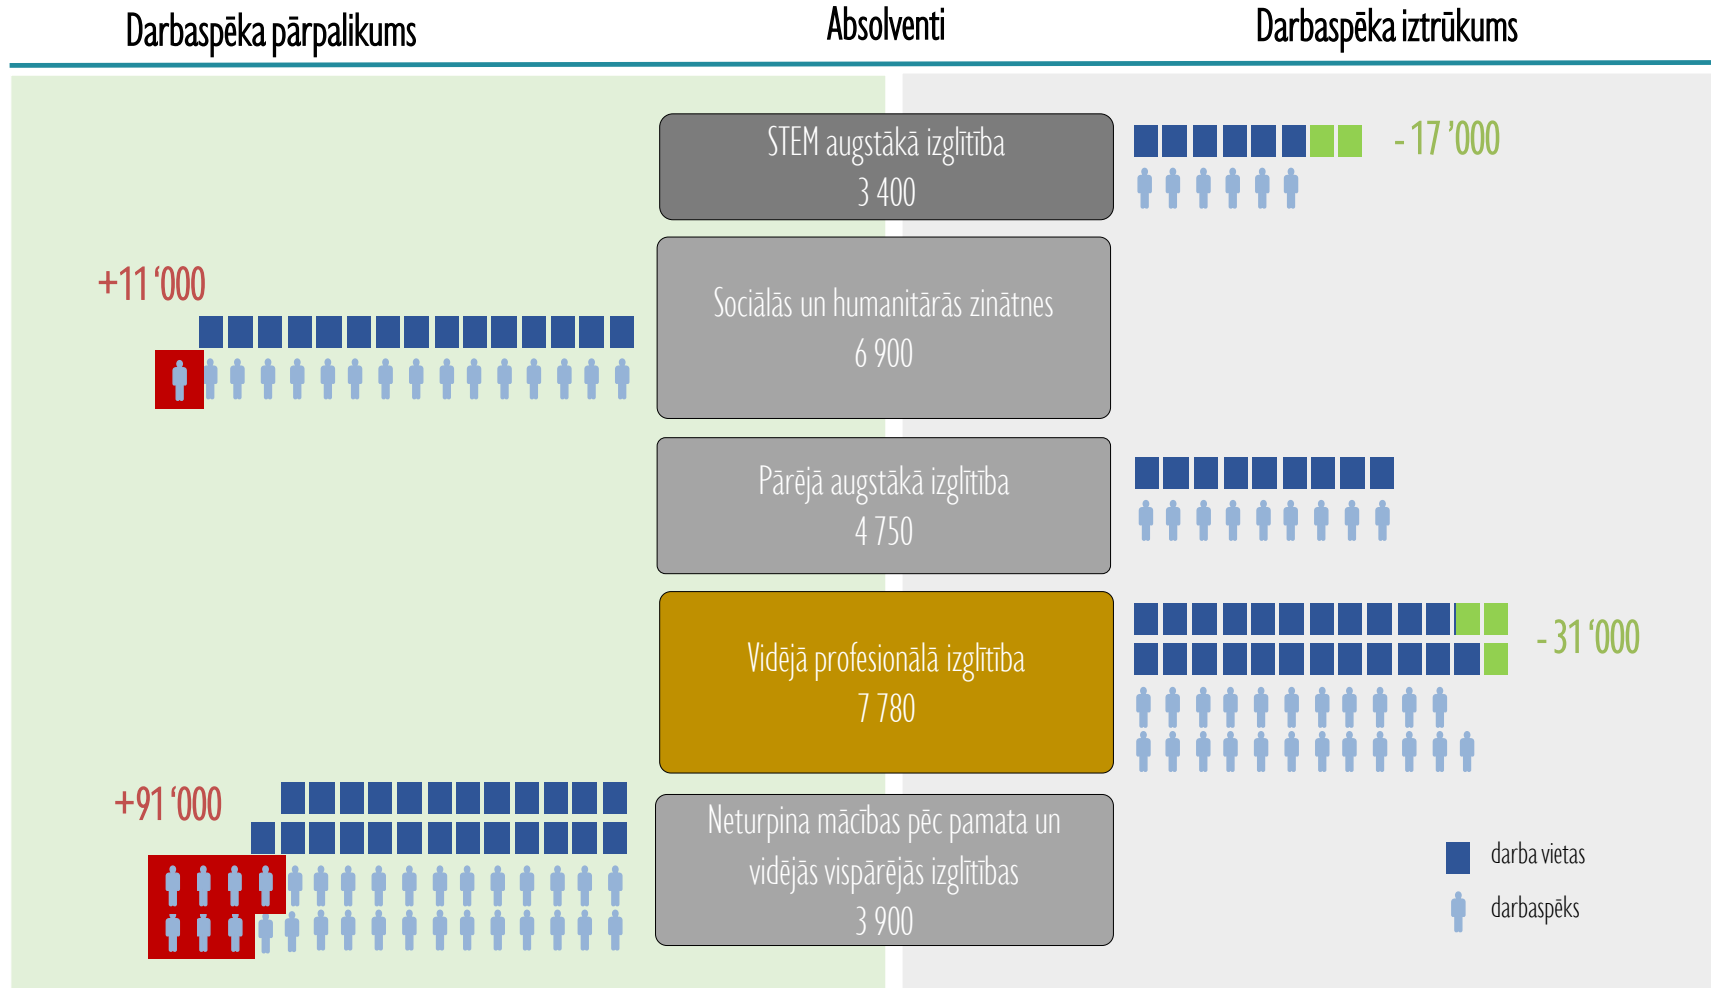 Darbaspēka pārpalikums
Absolventi
Darbaspēka iztrūkums
STEM augstākā izglītība
3 400
- 17 ’000
+11 ‘000
Sociālās un humanitārās zinātnes
6 900
Pārējā augstākā izglītība
4 750
Vidējā profesionālā izglītība
7 780
- 31 ‘000
+91 ‘000
Neturpina mācības pēc pamata un
vidējās vispārējās izglītības
3 900
darba vietas
darbaspēks